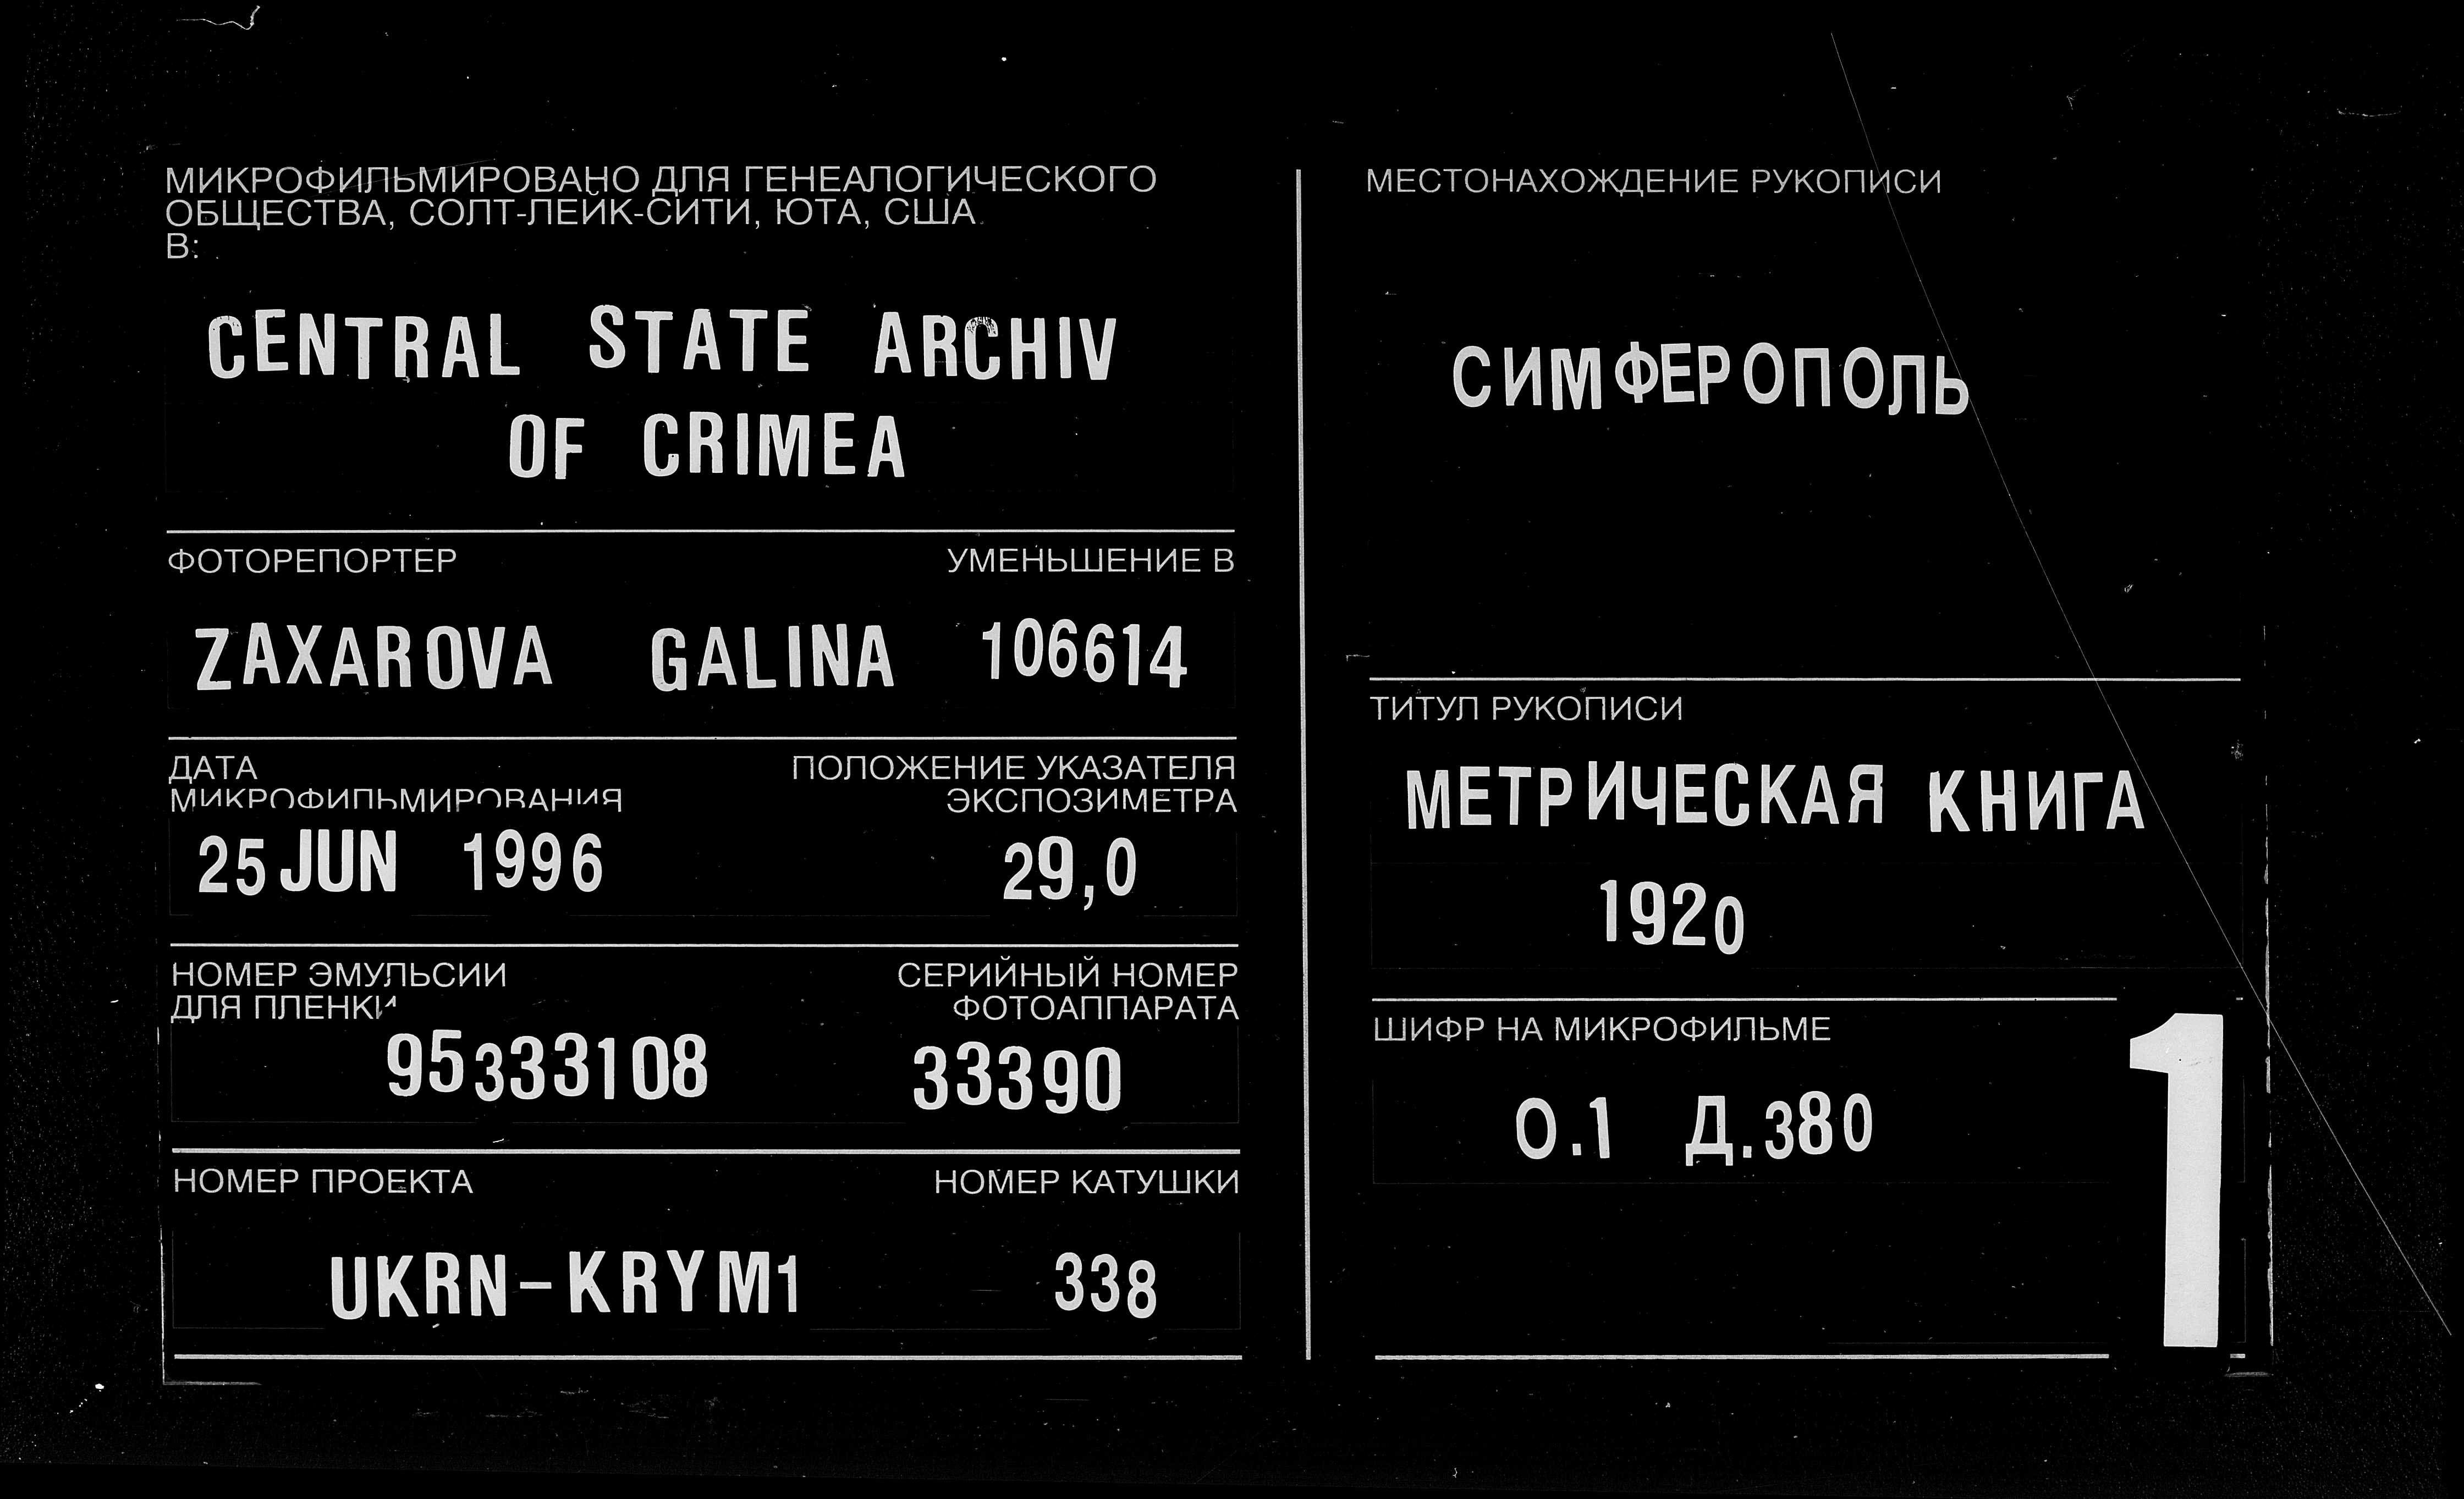 МИКРОФИЛЬМИРОВАНО ДЛЯ ГЕНЕАЛОГИЧЕСКОГО
ОБЩЕСТВА, СОЛТ-ЛЕЙК-СИТИ, ЮТА, США
В:
CENTRAL STATE ARCHIV
OF CRIMEA
ФОТОРЕПОРТЕР УМЕНЬШЕНИЕ В
ZAXAROVA GALINA 106614
ДАТА
МИКРОФИЛЬМИРОВАНИЯ
ПОЛОЖЕНИЕ УКАЗАТЕЛЯ
ЭКСПОЗИМЕТРА
25 JUN 1996 29,0
НОМЕР ЭМУЛЬСИИ
ДЛЯ ПЛЕНКИ
СЕРИЙНЫЙ НОМЕР
ФОТОАППАРАТА
95333108 33390
НОМЕР ПРОЕКТА НОМЕР КАТУШКИ
UKRN-KRYM1 338
МЕСТОНАХОЖДЕНИЕ РУКОПИСИ
СИМФЕРОПОЛЬ
ТИТУЛ РУКОПИСИ
МЕТРИЧЕСКАЯ КНИГА
1920
ШИФР НА МИКРОФИЛЬМЕ
О.1 Д.380
1